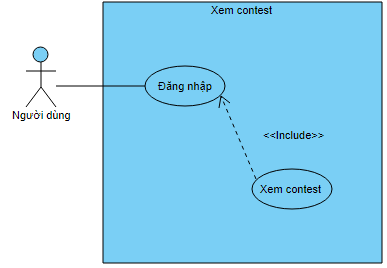 Xem contest
Đăng nhập
Người dùng
<<Include>>
Xem contest